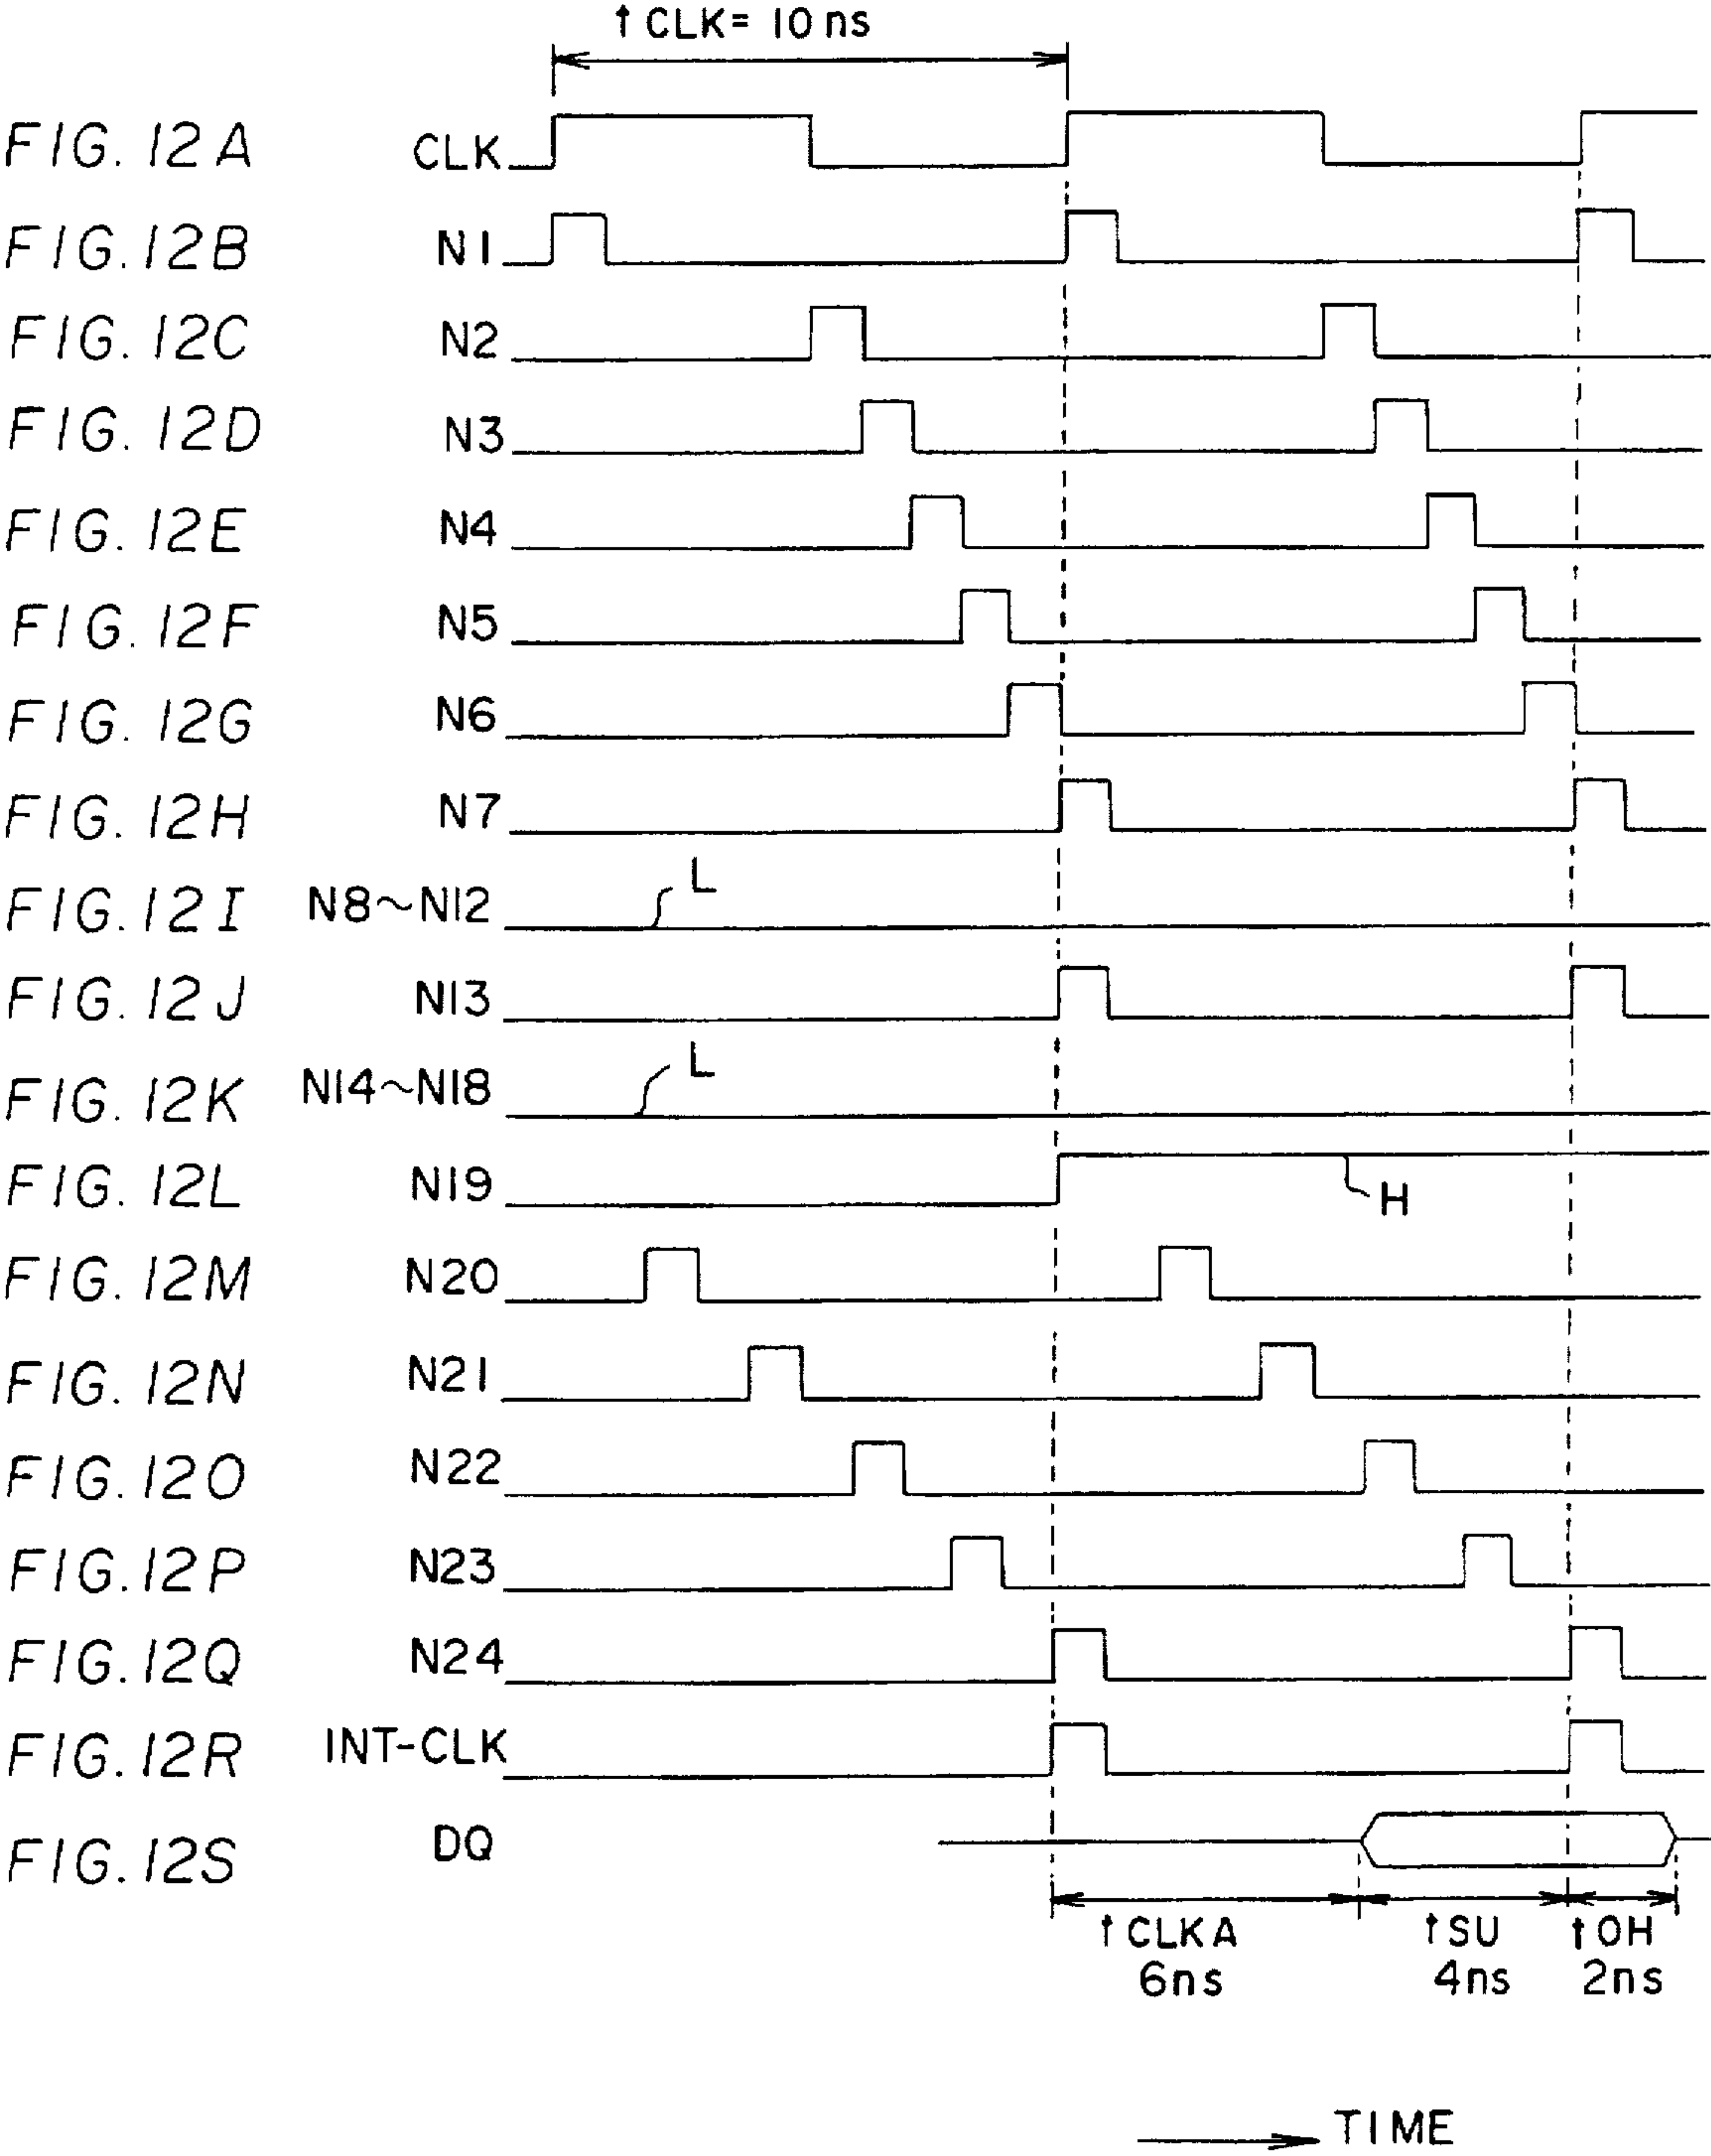 tCLK= 10ns
FIG. 12A CLK
FIG. 12B N1
FIG. 12C N2
FIG. 12D N3
FIG. 12E N4
FIG. 12F N5
FIG. 12G N6
FIG. 12H N7
FIG. 12I N8~N12 L
FIG. 12J N13
FIG. 12K N14~N18 L
FIG. 12L N19 H
FIG. 12M N20
FIG. 12N N21
FIG. 12O N22
FIG. 12P N23
FIG. 12Q N24
FIG. 12R INT-CLK
FIG. 12S DQ
tCLKA tSU tOH
6ns 4ns 2ns
TIME